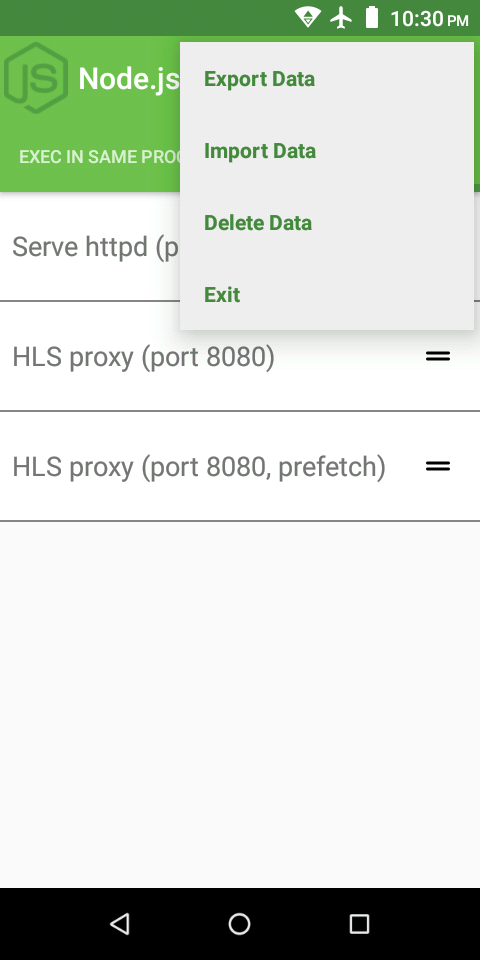 10:30 PM
JS Node.js
Export Data
EXEC IN SAME PROC
Import Data
Delete Data
Serve httpd (p
Exit
HLS proxy (port 8080)
HLS proxy (port 8080, prefetch)